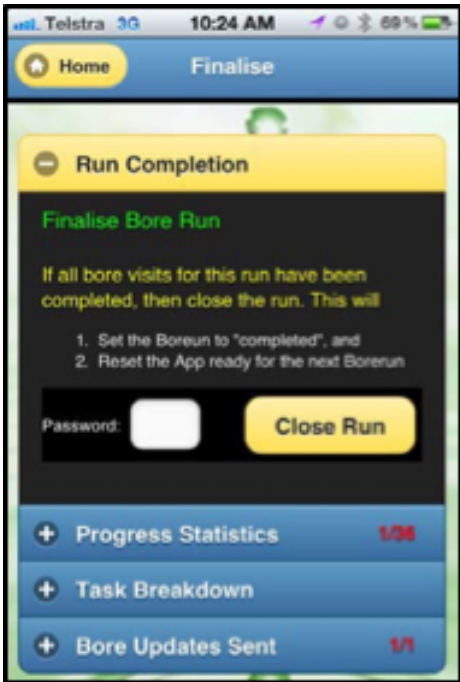 Telstra 3G 10:24 AM 69%
Home Finalise
Run Completion
Finalise Bore Run
If all bore visits for this run have been
completed, then close the run. This will
1. Set the Boreun to "completed", and
2. Reset the App ready for the next Borerun
Password: Close Run
Progress Statistics 1/36
Task Breakdown
Bore Updates Sent 1/1